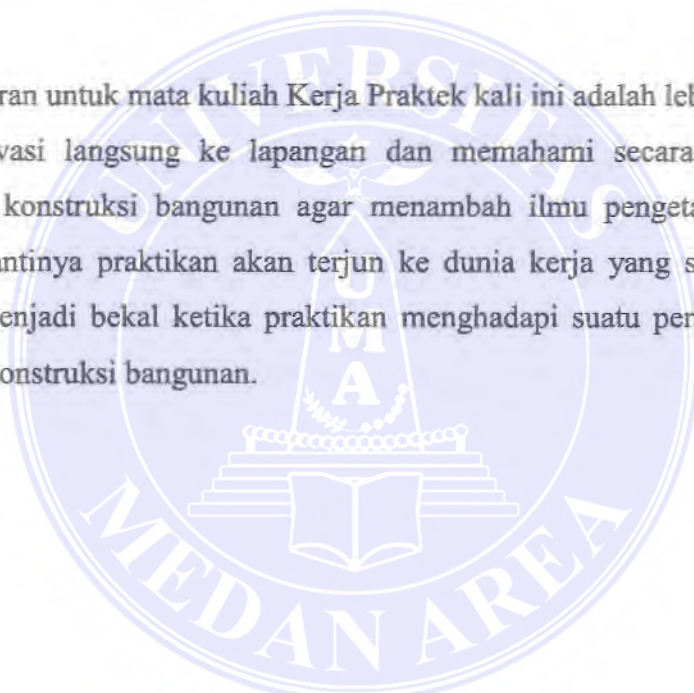 ran untuk mata kuliah Kerja Praktek kali ini adalah leb
vasi langsung ke lapangan dan memahami secara
konstruksi bangunan agar menambah ilmu pengeta
antinya praktikan akan terjun ke dunia kerja yang s
enjadi bekal ketika praktikan menghadapi suatu per
onstruksi bangunan.
UNIVERSITAS
UMA
MEDAN AREA